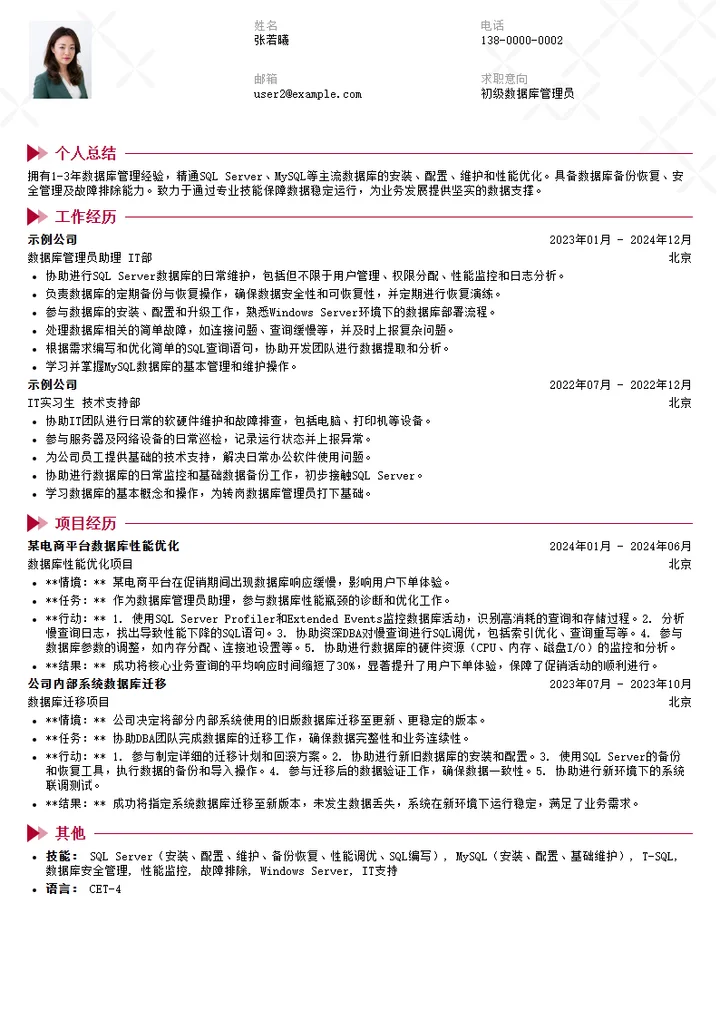 姓名
张若曦
电话
138-0000-0002
邮箱
user2@example.com
求职意向
初级数据库管理员
个人总结
拥有1-3年数据库管理经验，精通SQL Server、MySQL等主流数据库的安装、配置、维护和性能优化。具备数据库备份恢复、安
全管理及故障排除能力。致力于通过专业技能保障数据稳定运行，为业务发展提供坚实的数据支撑。
工作经历
示例公司 2023年01月 - 2024年12月
数据库管理员助理 IT部 北京
• 协助进行SQL Server数据库的日常维护，包括但不限于用户管理、权限分配、性能监控和日志分析。
• 负责数据库的定期备份与恢复操作，确保数据安全性和可恢复性，并定期进行恢复演练。
• 参与数据库的安装、配置和升级工作，熟悉Windows Server环境下的数据库部署流程。
• 处理数据库相关的简单故障，如连接问题、查询缓慢等，并及时上报复杂问题。
• 根据需求编写和优化简单的SQL查询语句，协助开发团队进行数据提取和分析。
• 学习并掌握MySQL数据库的基本管理和维护操作。
示例公司 2022年07月 - 2022年12月
IT实习生 技术支持部 北京
• 协助IT团队进行日常的软硬件维护和故障排查，包括电脑、打印机等设备。
• 参与服务器及网络设备的日常巡检，记录运行状态并上报异常。
• 为公司员工提供基础的技术支持，解决日常办公软件使用问题。
• 协助进行数据库的日常监控和基础数据备份工作，初步接触SQL Server。
• 学习数据库的基本概念和操作，为转岗数据库管理员打下基础。
项目经历
某电商平台数据库性能优化 2024年01月 - 2024年06月
数据库性能优化项目 北京
• **情境：** 某电商平台在促销期间出现数据库响应缓慢，影响用户下单体验。
• **任务：** 作为数据库管理员助理，参与数据库性能瓶颈的诊断和优化工作。
• **行动：** 1. 使用SQL Server Profiler和Extended Events监控数据库活动，识别高消耗的查询和存储过程。2. 分析
慢查询日志，找出导致性能下降的SQL语句。3. 协助资深DBA对慢查询进行SQL调优，包括索引优化、查询重写等。4. 参与
数据库参数的调整，如内存分配、连接池设置等。5. 协助进行数据库的硬件资源（CPU、内存、磁盘I/O）的监控和分析。
• **结果：** 成功将核心业务查询的平均响应时间缩短了30%，显著提升了用户下单体验，保障了促销活动的顺利进行。
公司内部系统数据库迁移 2023年07月 - 2023年10月
数据库迁移项目 北京
• **情境：** 公司决定将部分内部系统使用的旧版数据库迁移至更新、更稳定的版本。
• **任务：** 协助DBA团队完成数据库的迁移工作，确保数据完整性和业务连续性。
• **行动：** 1. 参与制定详细的迁移计划和回滚方案。2. 协助进行新旧数据库的安装和配置。3. 使用SQL Server的备份
和恢复工具，执行数据的备份和导入操作。4. 参与迁移后的数据验证工作，确保数据一致性。5. 协助进行新环境下的系统
联调测试。
• **结果：** 成功将指定系统数据库迁移至新版本，未发生数据丢失，系统在新环境下运行稳定，满足了业务需求。
其他
• 技能： SQL Server（安装、配置、维护、备份恢复、性能调优、SQL编写）, MySQL（安装、配置、基础维护）, T-SQL,
数据库安全管理, 性能监控, 故障排除, Windows Server, IT支持
• 语言： CET-4